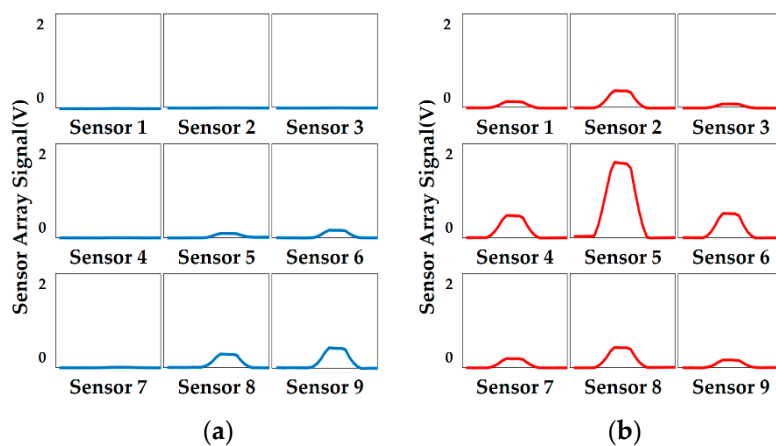 Sensor Array Signal(V)
2
0
Sensor 1 Sensor 2 Sensor 3
2
0
Sensor 4 Sensor 5 Sensor 6
2
0
Sensor 7 Sensor 8 Sensor 9
(a)
Sensor Array Signal(V)
2
0
Sensor 1 Sensor 2 Sensor 3
2
0
Sensor 4 Sensor 5 Sensor 6
2
0
Sensor 7 Sensor 8 Sensor 9
(b)